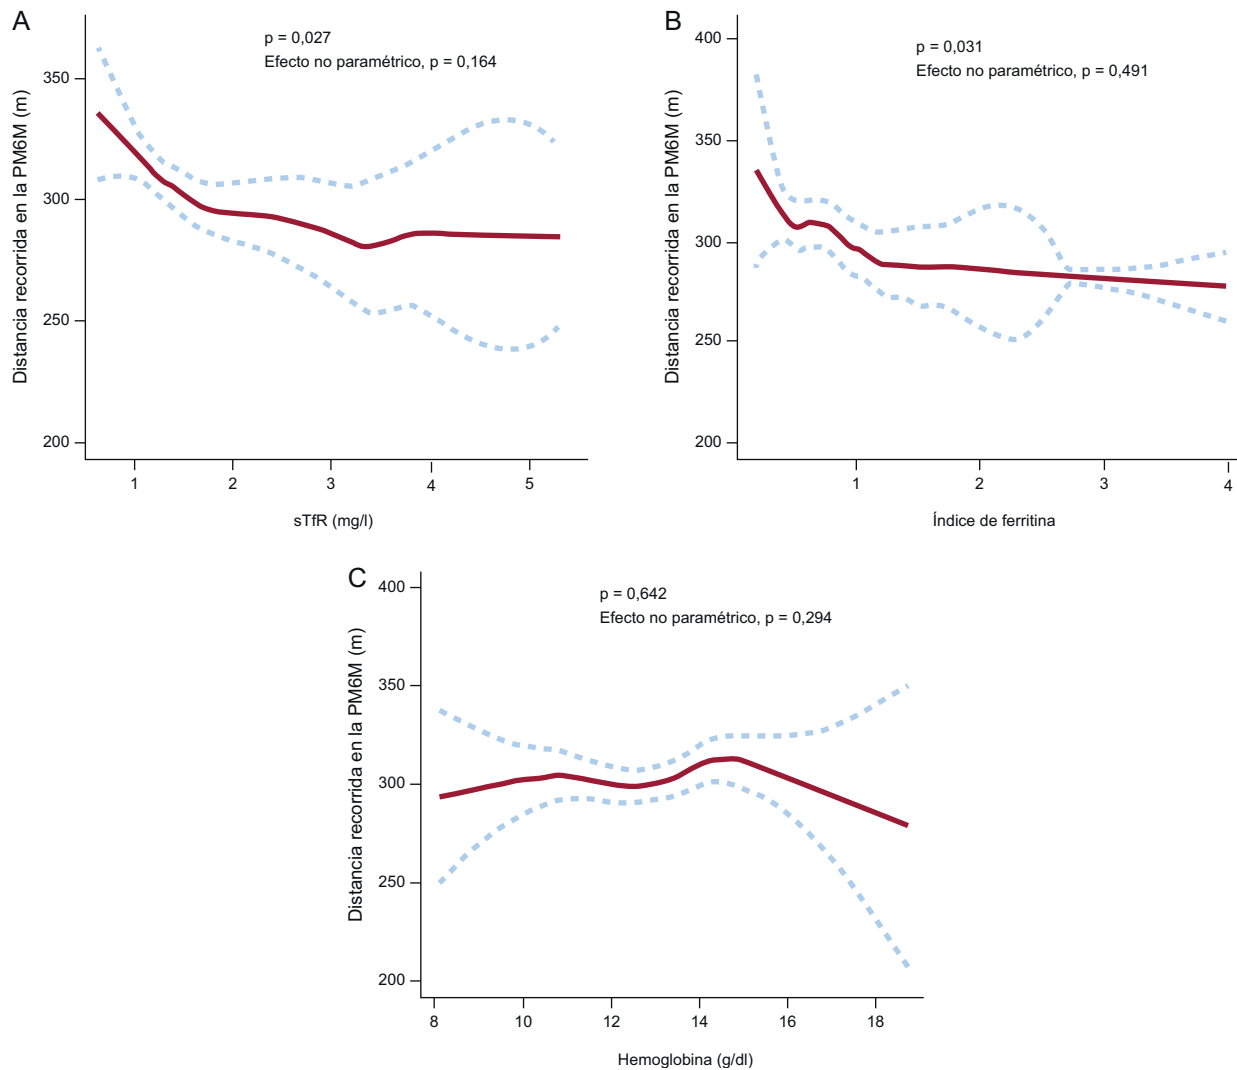 A
p = 0,027
Efecto no paramétrico, p = 0,164
Distancia recorrida en la PM6M (m)
350
300
250
200
1 2 3 4 5
sTfR (mg/l)
B
p = 0,031
Efecto no paramétrico, p = 0,491
Distancia recorrida en la PM6M (m)
400
350
300
250
200
1 2 3 4
Índice de ferritina
C
p = 0,642
Efecto no paramétrico, p = 0,294
Distancia recorrida en la PM6M (m)
400
350
300
250
200
8 10 12 14 16 18
Hemoglobina (g/dl)